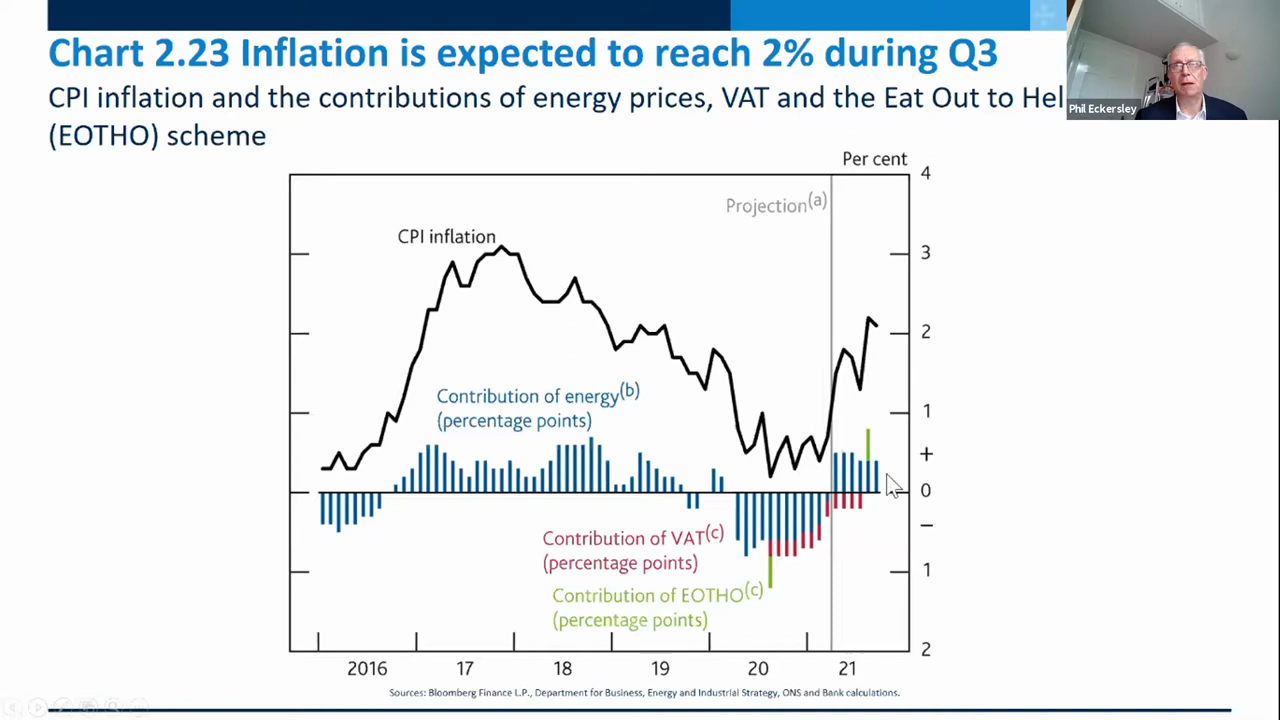 Chart 2.23 Inflation is expected to reach 2% during Q3
CPI inflation and the contributions of energy prices, VAT and the Eat Out to Hel
(EOTHO) scheme
Phil Eckersley
Per cent
4
Projection(a)
CPI inflation
3
2
Contribution of energy(b)
(percentage points)
1
+
0
–
Contribution of VAT(c)
(percentage points)
1
Contribution of EOTHO(c)
(percentage points)
2
2016 17 18 19 20 21
Sources: Bloomberg Finance L.P., Department for Business, Energy and Industrial Strategy, ONS and Bank calculations.